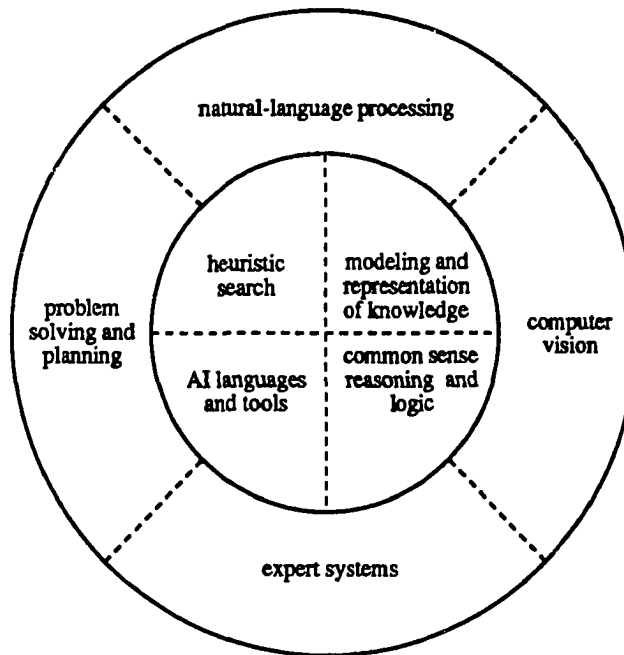 natural-language processing
heuristic
search
modeling and
representation
of knowledge
problem
solving and
planning
computer
vision
AI languages
and tools
common sense
reasoning and
logic
expert systems